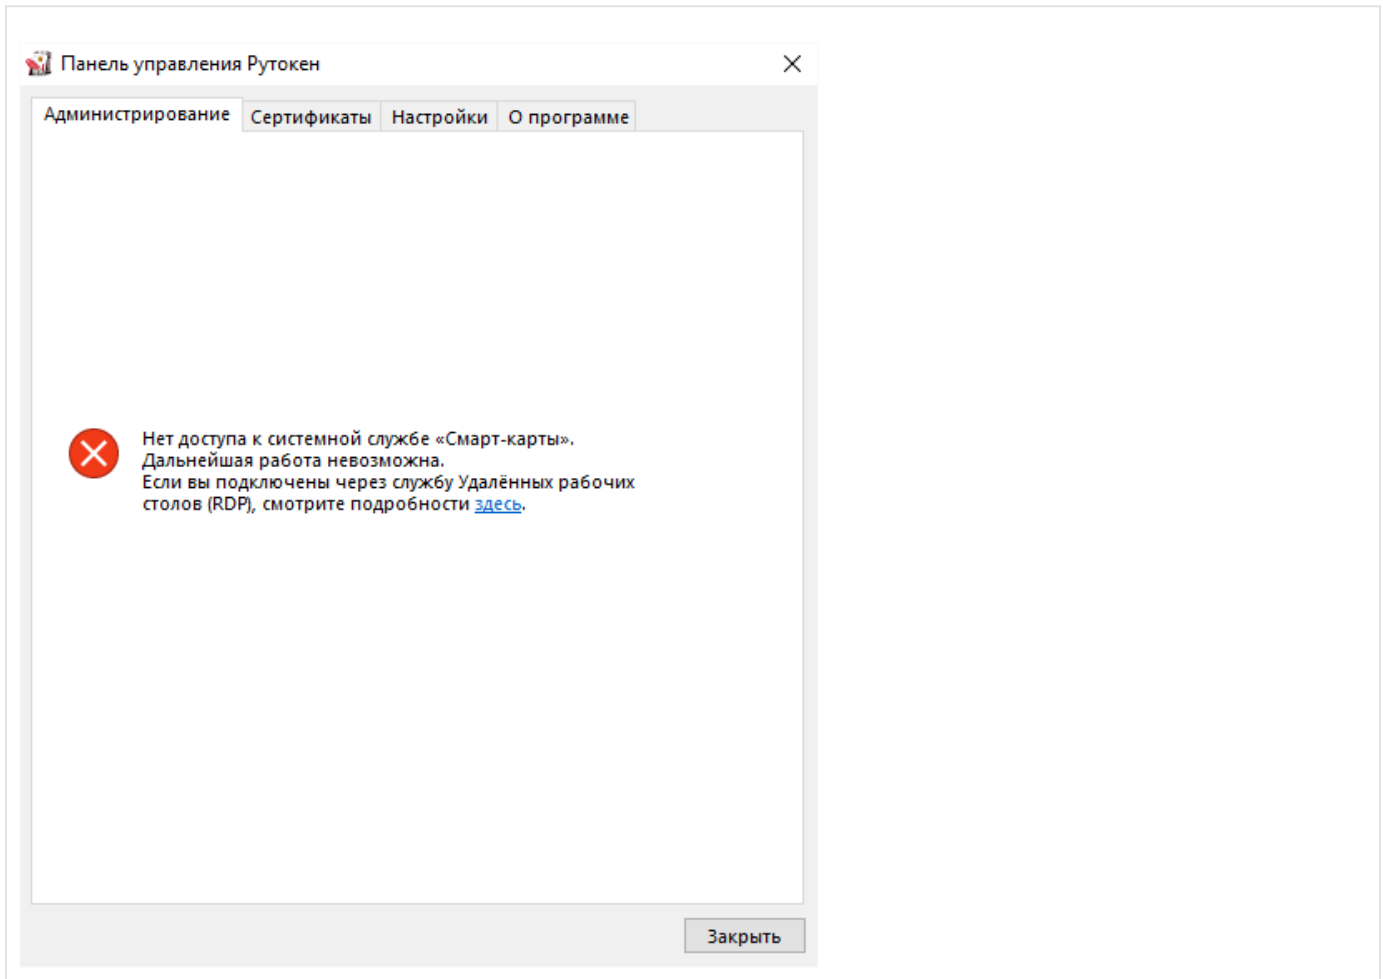 Панель управления Рутокен
Администрирование
Сертификаты
Настройки
О программе
Нет доступа к системной службе «Смарт-карты».
Дальнейшая работа невозможна.
Если вы подключены через службу Удалённых рабочих
столов (RDP), смотрите подробности здесь.
Закрыть